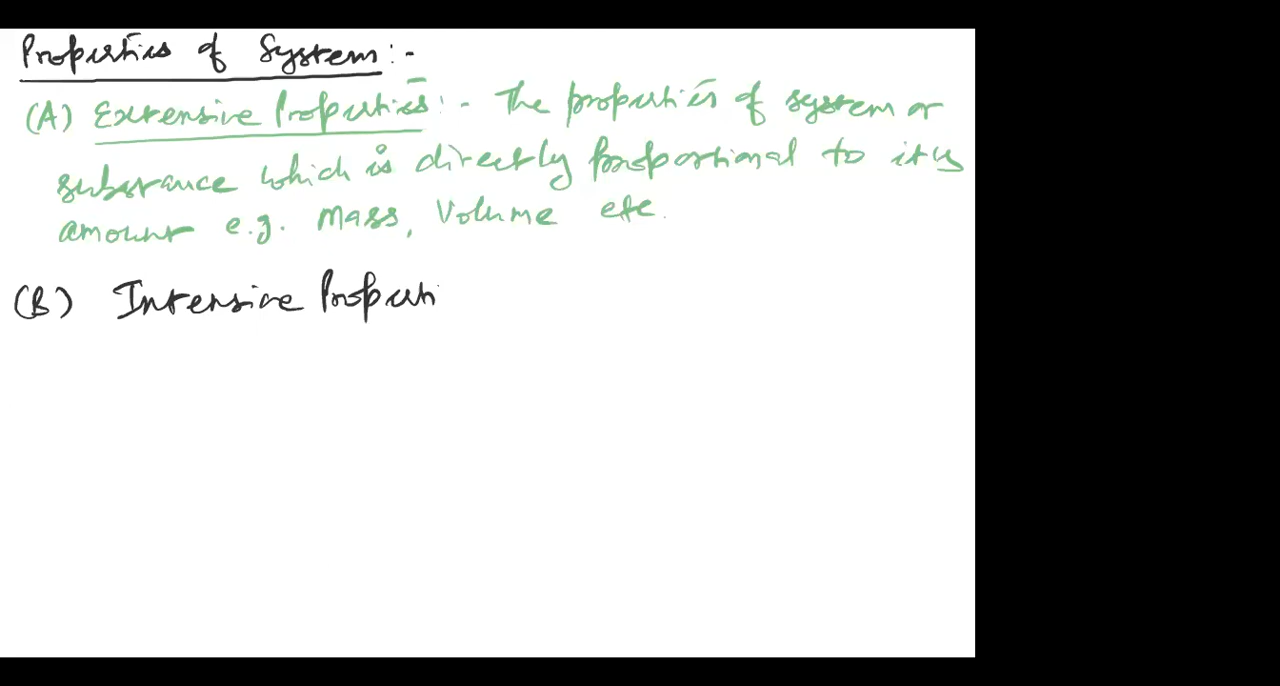 Properties of System:-
(A) Extensive Properties:- The properties of system or
substance which is directly proportional to its
amount e.g. Mass, Volume etc.
(B) Intensive Properti